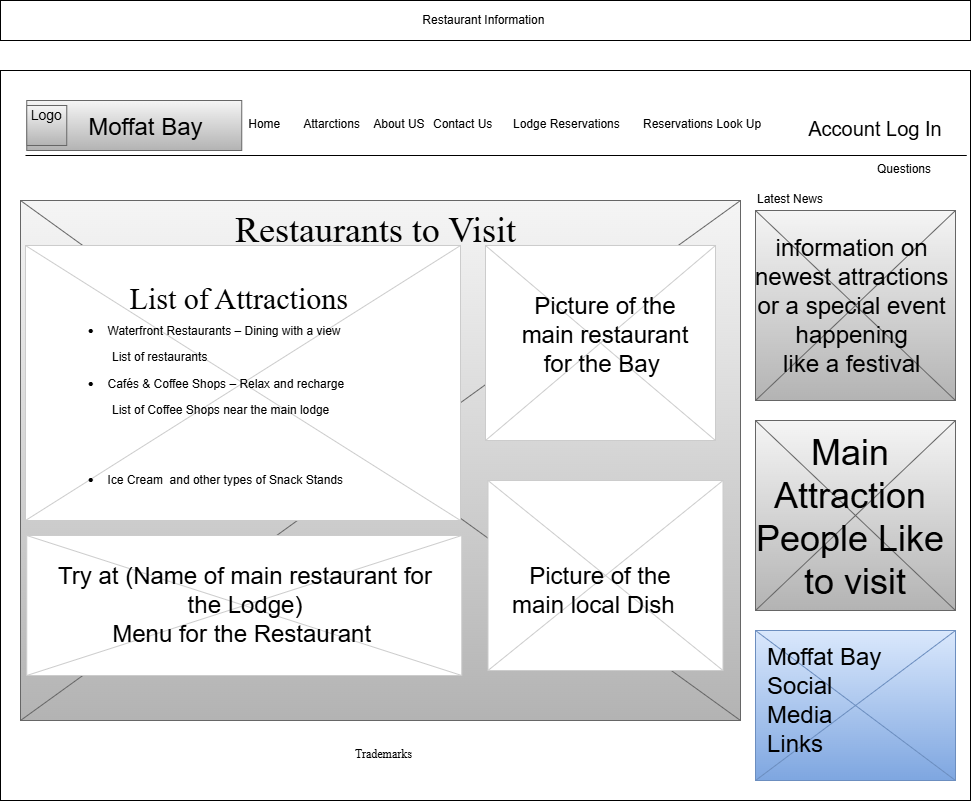 Restaurant Information
Logo
Moffat Bay
Home
Attarctions
About US
Contact Us
Lodge Reservations
Reservations Look Up
Account Log In
Questions
Restaurants to Visit
List of Attractions
• Waterfront Restaurants – Dining with a view
List of restaurants
• Cafés & Coffee Shops – Relax and recharge
List of Coffee Shops near the main lodge
• Ice Cream  and other types of Snack Stands
Picture of the
main restaurant
for the Bay
Try at (Name of main restaurant for
the Lodge)
Menu for the Restaurant
Picture of the
main local Dish
Latest News
information on
newest attractions
or a special event
happening
like a festival
Main
Attraction
People Like
to visit
Moffat Bay
Social
Media
Links
Trademarks